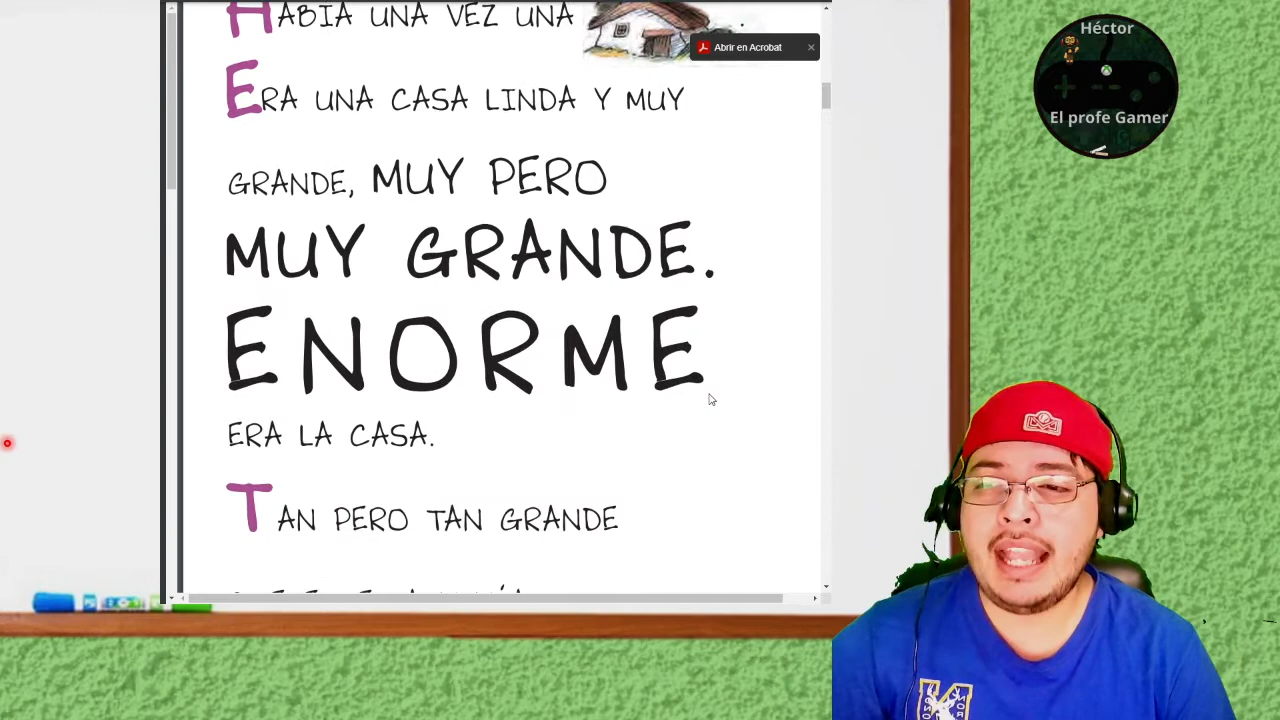 HABÍA UNA VEZ UNA
Abrir en Acrobat
ERA UNA CASA LINDA Y MUY
GRANDE, MUY PERO
MUY GRANDE.
ENORME
ERA LA CASA.
TAN PERO TAN GRANDE
Héctor
El profe Gamer